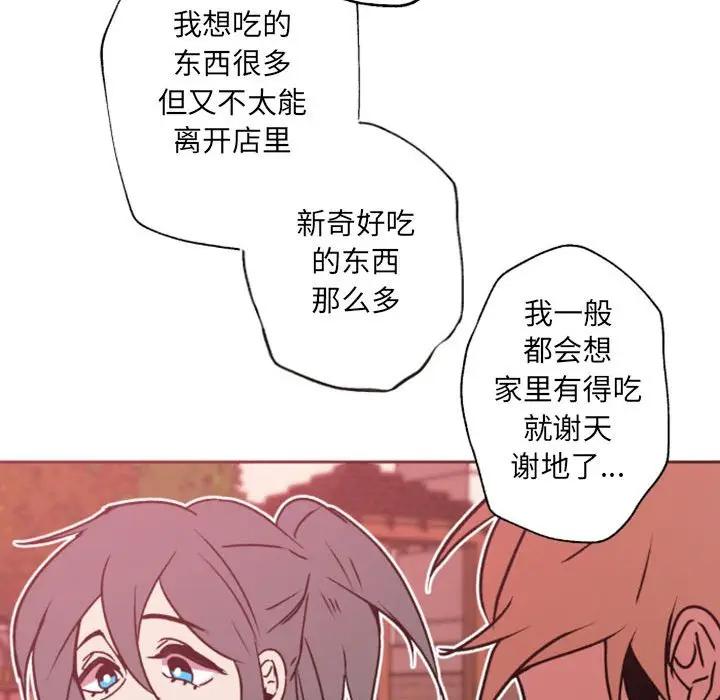 我想吃的
东西很多
但又不太能
离开店里
新奇好吃
的东西
那么多
我一般
都会想
家里有得吃
就谢天
谢地了...